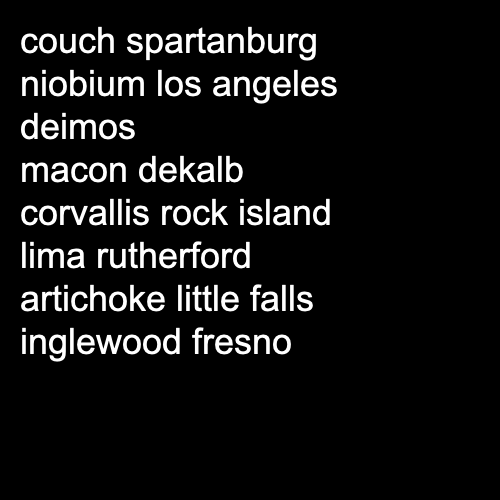 couch spartanburg
niobium los angeles
deimos
macon dekalb
corvallis rock island
lima rutherford
artichoke little falls
inglewood fresno